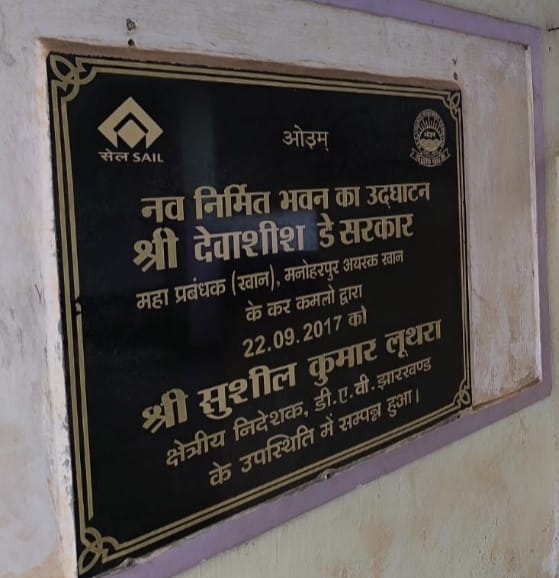 सेल SAIL
ओ३म्
नव निर्मित भवन का उद्घाटन
श्री देवाशीश डे सरकार
महा प्रबंधक (खान), मनोहरपुर अयस्क खान
के कर कमलो द्वारा
22.09.2017 को
श्री सुशील कुमार लूथरा
क्षेत्रीय निदेशक, डी.ए.वी.झारखण्ड
के उपस्थिति में सम्पन्न हुआ।